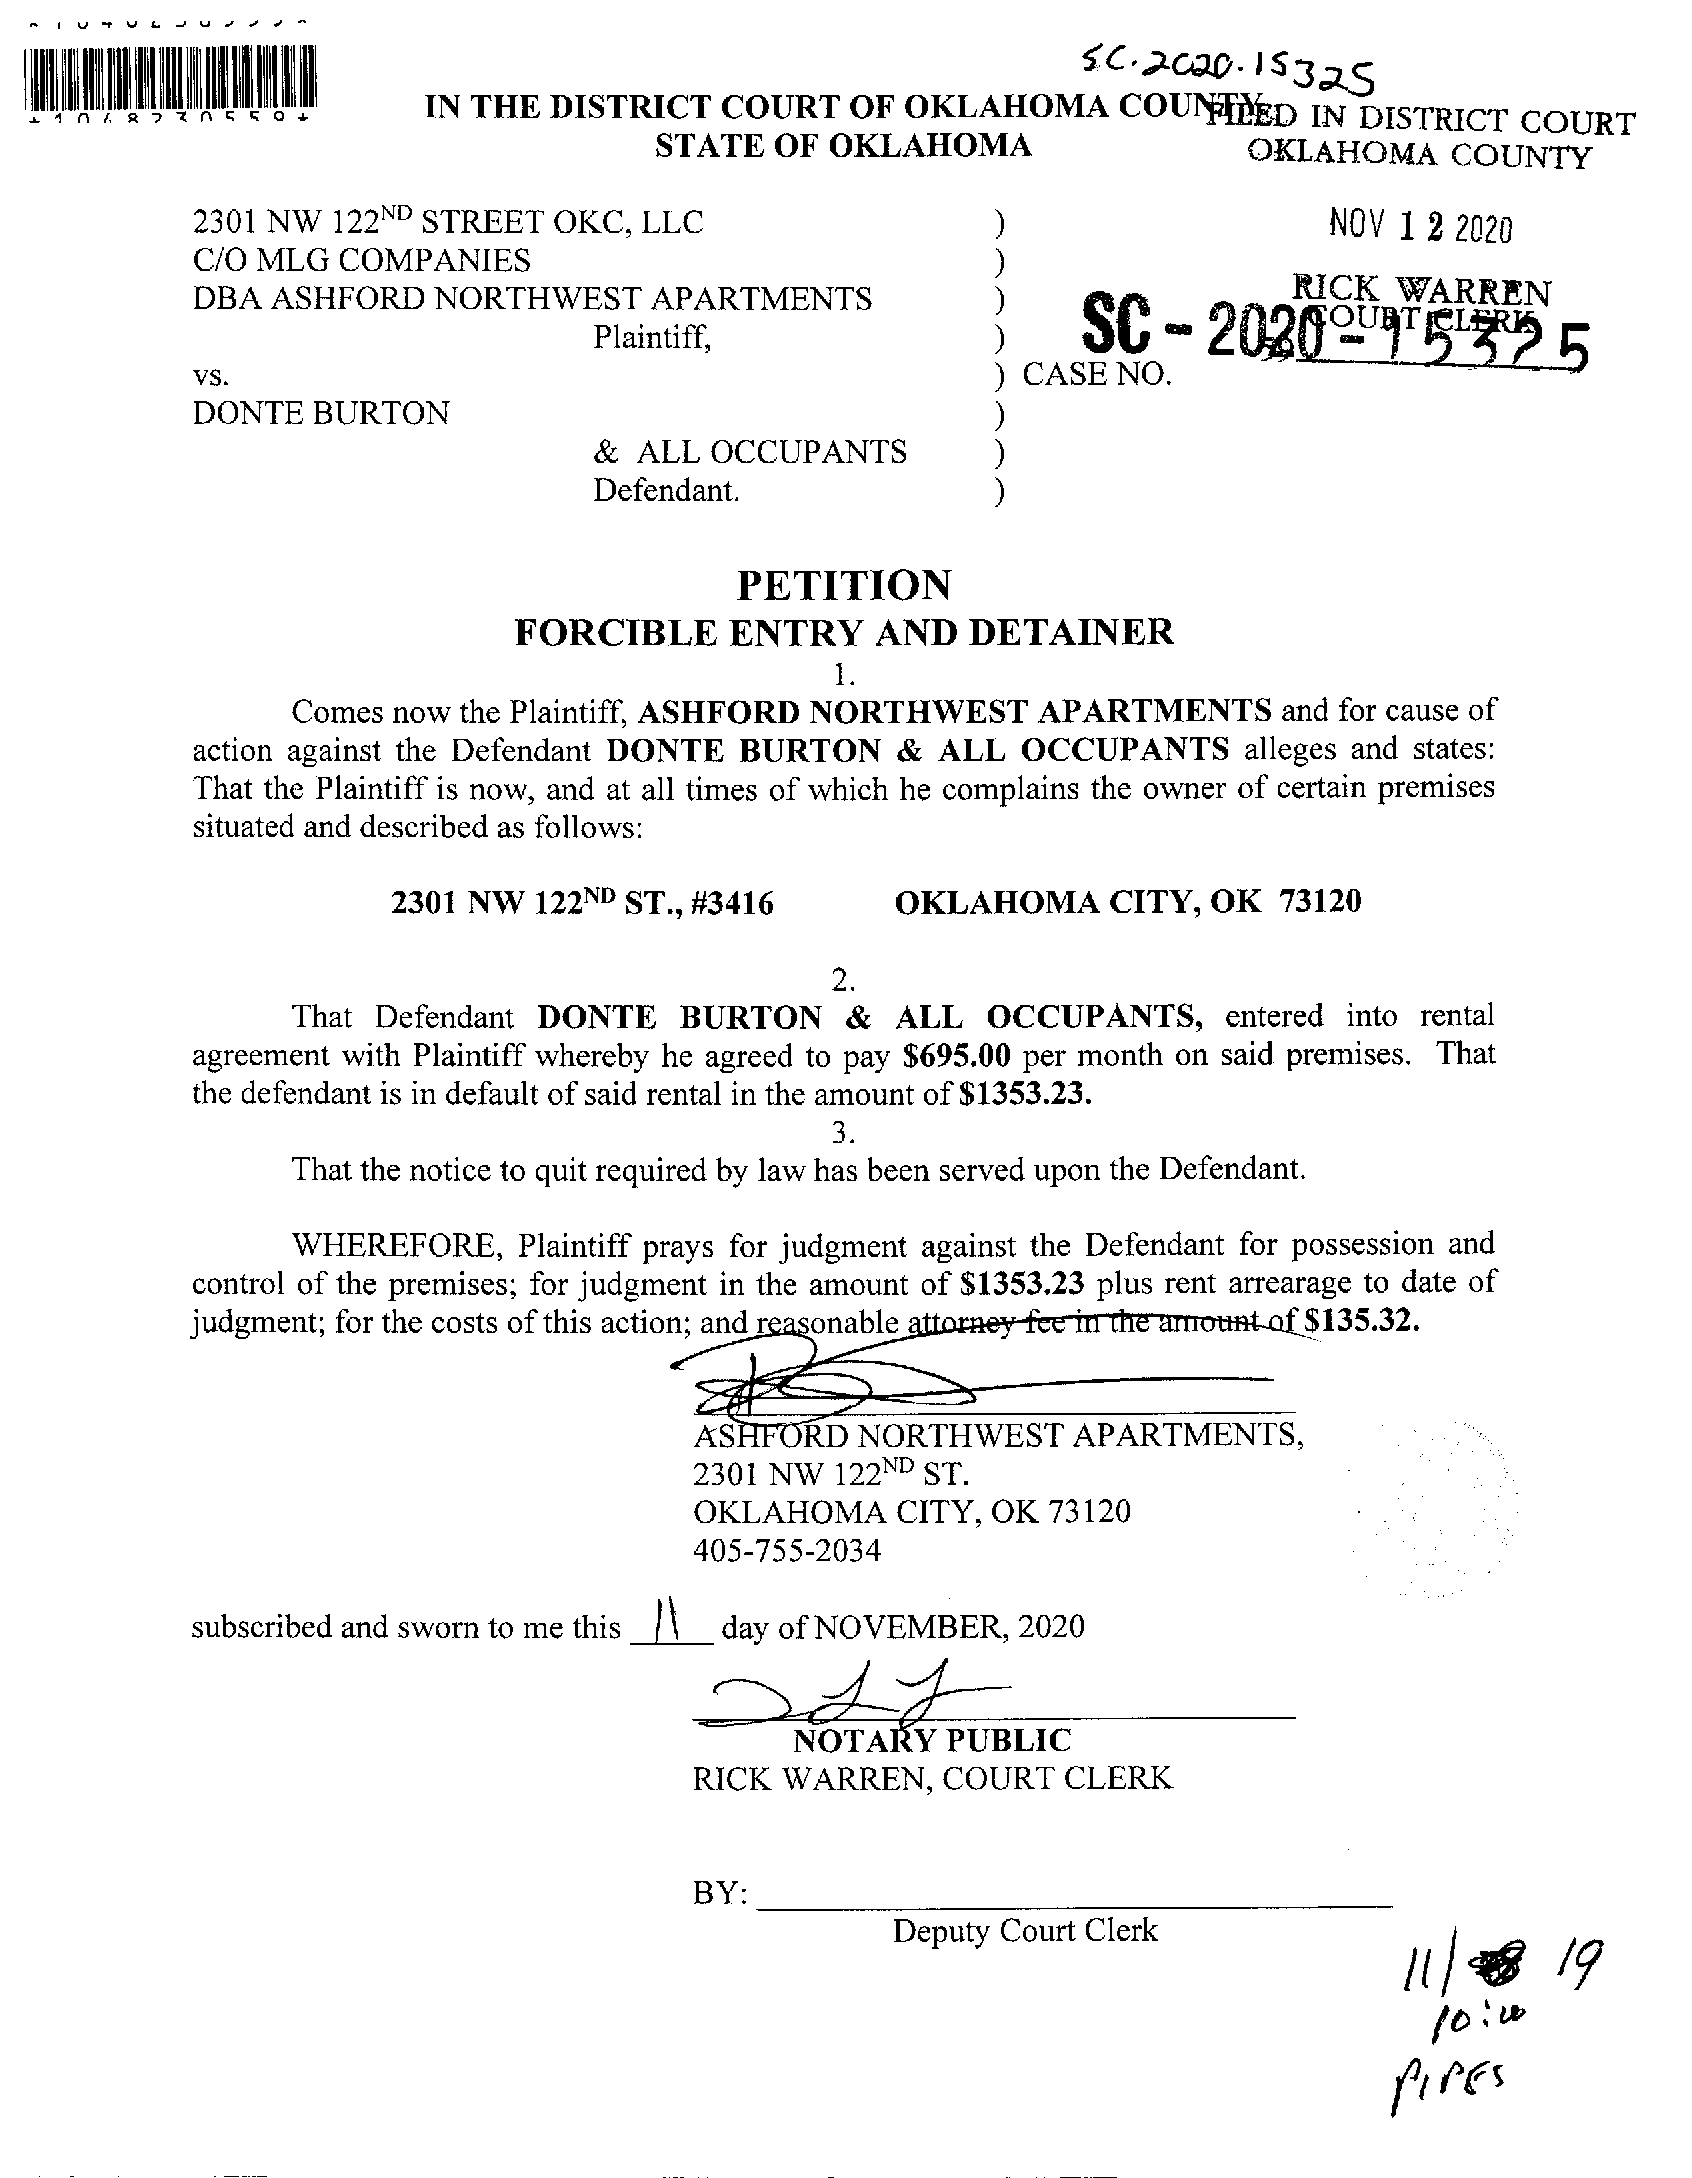 SC-2020-15325
IN THE DISTRICT COURT OF OKLAHOMA COUNTY
STATE OF OKLAHOMA
FILED IN DISTRICT COURT
OKLAHOMA COUNTY
NOV 12 2020
RICK WARREN
COURT CLERK
SC - 2020 - 15325
2301 NW 122ND STREET OKC, LLC )
C/O MLG COMPANIES )
DBA ASHFORD NORTHWEST APARTMENTS )
Plaintiff, )
vs. ) CASE NO.
DONTE BURTON )
& ALL OCCUPANTS )
Defendant. )
PETITION
FORCIBLE ENTRY AND DETAINER
1.
Comes now the Plaintiff, ASHFORD NORTHWEST APARTMENTS and for cause of
action against the Defendant DONTE BURTON & ALL OCCUPANTS alleges and states:
That the Plaintiff is now, and at all times of which he complains the owner of certain premises
situated and described as follows:
2301 NW 122ND ST., #3416 OKLAHOMA CITY, OK 73120
2.
That Defendant DONTE BURTON & ALL OCCUPANTS, entered into rental
agreement with Plaintiff whereby he agreed to pay $695.00 per month on said premises. That
the defendant is in default of said rental in the amount of $1353.23.
3.
That the notice to quit required by law has been served upon the Defendant.
WHEREFORE, Plaintiff prays for judgment against the Defendant for possession and
control of the premises; for judgment in the amount of $1353.23 plus rent arrearage to date of
judgment; for the costs of this action; and reasonable attorney fee in the amount of $135.32.
ASHFORD NORTHWEST APARTMENTS,
2301 NW 122ND ST.
OKLAHOMA CITY, OK 73120
405-755-2034
subscribed and sworn to me this 11 day of NOVEMBER, 2020
NOTARY PUBLIC
RICK WARREN, COURT CLERK
BY:
Deputy Court Clerk
11/ 19
10:00
PIPES